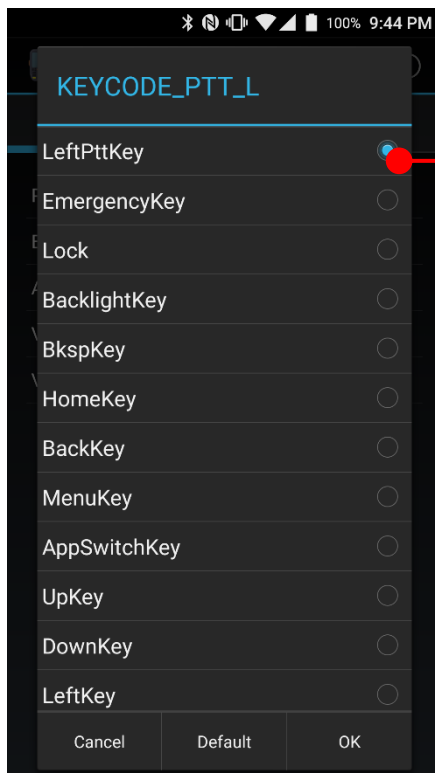 100% 9:44 PM
KEYCODE_PTT_L
LeftPttKey
EmergencyKey
Lock
BacklightKey
BkspKey
HomeKey
BackKey
MenuKey
AppSwitchKey
UpKey
DownKey
LeftKey
Cancel Default OK